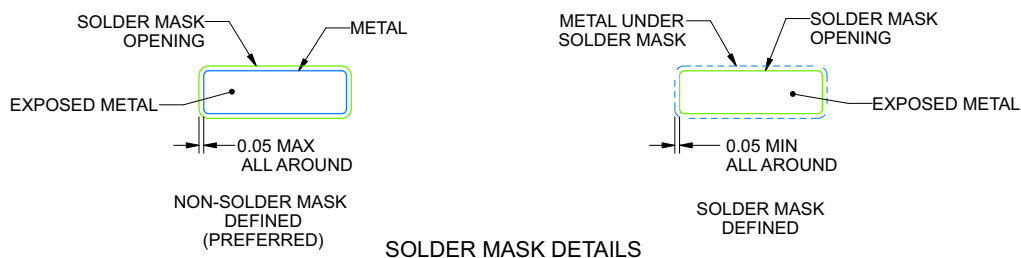 SOLDER MASK
OPENING
METAL
EXPOSED METAL
0.05 MAX
ALL AROUND
NON-SOLDER MASK
DEFINED
(PREFERRED)
METAL UNDER
SOLDER MASK
SOLDER MASK
OPENING
EXPOSED METAL
0.05 MIN
ALL AROUND
SOLDER MASK
DEFINED
SOLDER MASK DETAILS